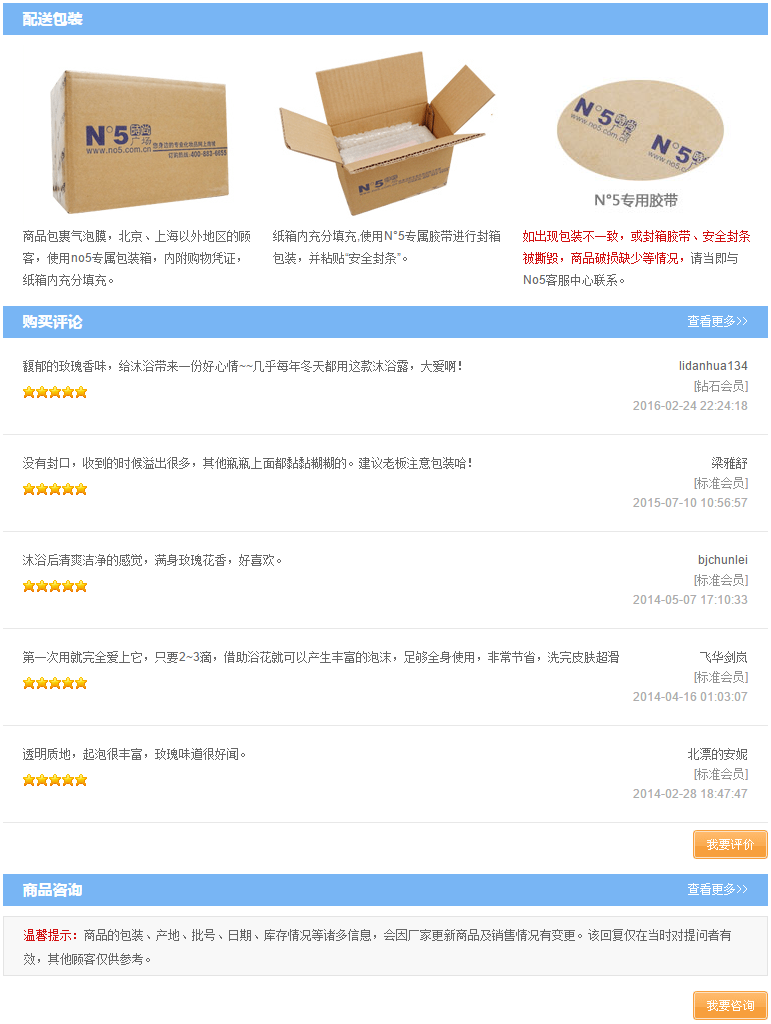 配送包装
N°5 時尚广场
www.no5.com.cn 您身边的专业化妆品网上商城
订购热线:400-883-6655
N°5
N°5
www.no5.com.cn
N°5
www.no5
N°5专用胶带
商品包裹气泡膜，北京、上海以外地区的顾
客，使用no5专属包装箱，内附购物凭证，
纸箱内充分填充。
纸箱内充分填充,使用N°5专属胶带进行封箱
包装，并粘贴“安全封条”。
如出现包装不一致，或封箱胶带、安全封条
被撕毁，商品破损缺少等情况，请当即与
No5客服中心联系。
购买评论
查看更多>>
馥郁的玫瑰香味，给沐浴带来一份好心情~~几乎每年冬天都用这款沐浴露，大爱啊！
lidanhua134
[钻石会员]
2016-02-24 22:24:18
没有封口，收到的时候溢出很多，其他瓶瓶上面都黏黏糊糊的。建议老板注意包装哈！
梁雅舒
[标准会员]
2015-07-10 10:56:57
沐浴后清爽洁净的感觉，满身玫瑰花香，好喜欢。
bjchunlei
[标准会员]
2014-05-07 17:10:33
第一次用就完全爱上它，只要2~3滴，借助浴花就可以产生丰富的泡沫，足够全身使用，非常节省，洗完皮肤超滑
飞华剑岚
[标准会员]
2014-04-16 01:03:07
透明质地，起泡很丰富，玫瑰味道很好闻。
北漂的安妮
[标准会员]
2014-02-28 18:47:47
我要评价
商品咨询
查看更多>>
温馨提示：商品的包装、产地、批号、日期、库存情况等诸多信息，会因厂家更新商品及销售情况有变更。该回复仅在当时对提问者有
效，其他顾客仅供参考。
我要咨询